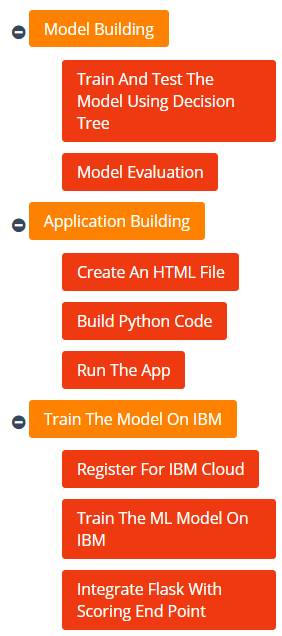 Model Building
Train And Test The
Model Using Decision
Tree
Model Evaluation
Application Building
Create An HTML File
Build Python Code
Run The App
Train The Model On IBM
Register For IBM Cloud
Train The ML Model On
IBM
Integrate Flask With
Scoring End Point